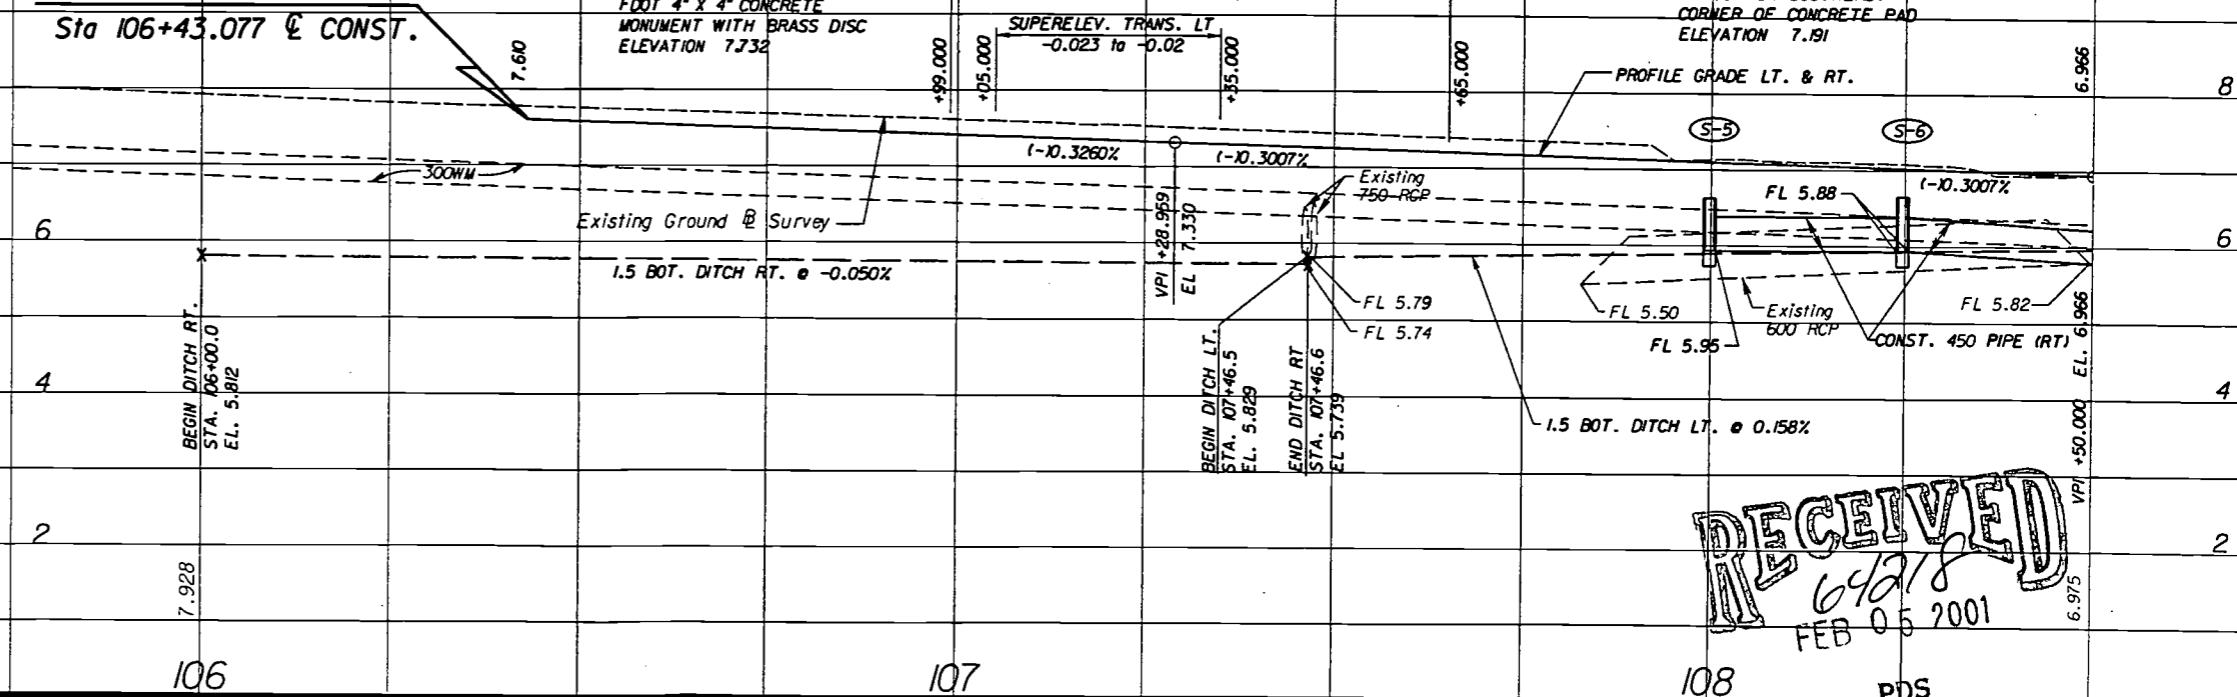 Sta 106+43.077 ℄ CONST.
FOOT 4" X 4" CONCRETE
MONUMENT WITH BRASS DISC
ELEVATION 7.732
7.610
+99.000
+05.000
SUPERELEV. TRANS. LT
-0.023 to -0.02
+35.000
+65.000
CORNER OF CONCRETE PAD
ELEVATION 7.191
PROFILE GRADE LT. & RT.
6.966
8
S-5
S-6
(-)0.3260%
(-)0.3007%
(-)0.3007%
300WM
Existing
750 RCP
FL 5.88
Existing Ground ⅊ Survey
VPI +28.959
EL 7.330
6
6
1.5 BOT. DITCH RT. @ -0.050%
FL 5.79
FL 5.74
FL 5.50
Existing
600 RCP
FL 5.82
FL 5.95
CONST. 450 PIPE (RT)
BEGIN DITCH RT.
STA. 106+00.0
EL. 5.812
BEGIN DITCH LT.
STA. 107+46.5
EL. 5.829
END DITCH RT
STA. 107+46.6
EL 5.739
VPI +50.000 EL. 6.966
4
4
1.5 BOT. DITCH LT. @ 0.158%
RECEIVED
64218
FEB 05 2001
2
2
7.928
6.975
106
107
108
PDS